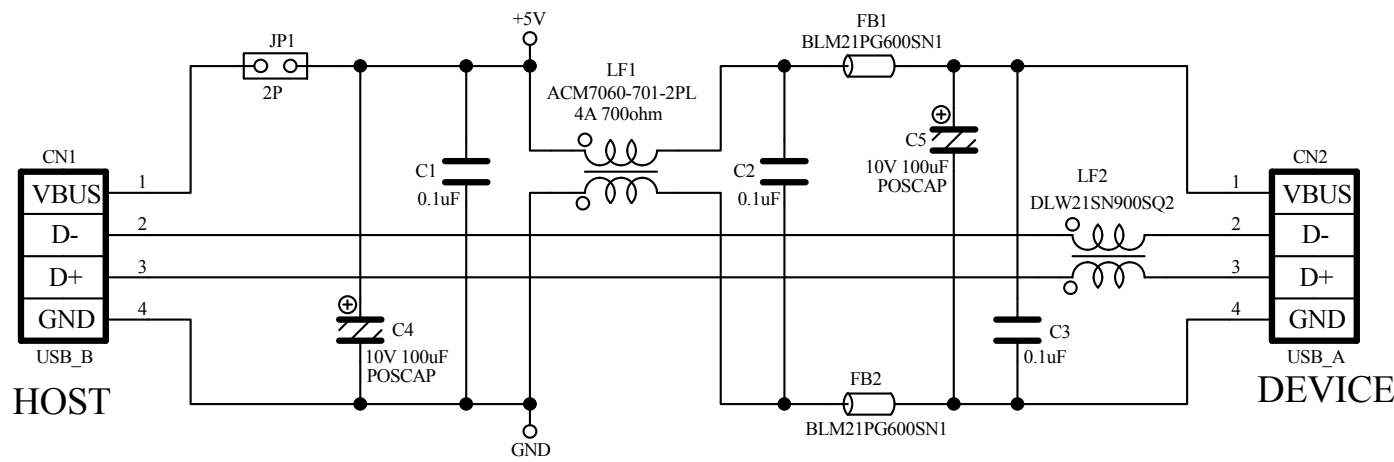 +5V
FB1
BLM21PG600SN1
JP1
2P
LF1
ACM7060-701-2PL
4A 700ohm
CN1
VBUS
D-
D+
GND
USB_B
HOST
1
2
3
4
C1
0.1uF
C2
0.1uF
C5
10V 100uF
POSCAP
LF2
DLW21SN900SQ2
C4
10V 100uF
POSCAP
C3
0.1uF
GND
FB2
BLM21PG600SN1
CN2
1
2
3
4
VBUS
D-
D+
GND
USB_A
DEVICE